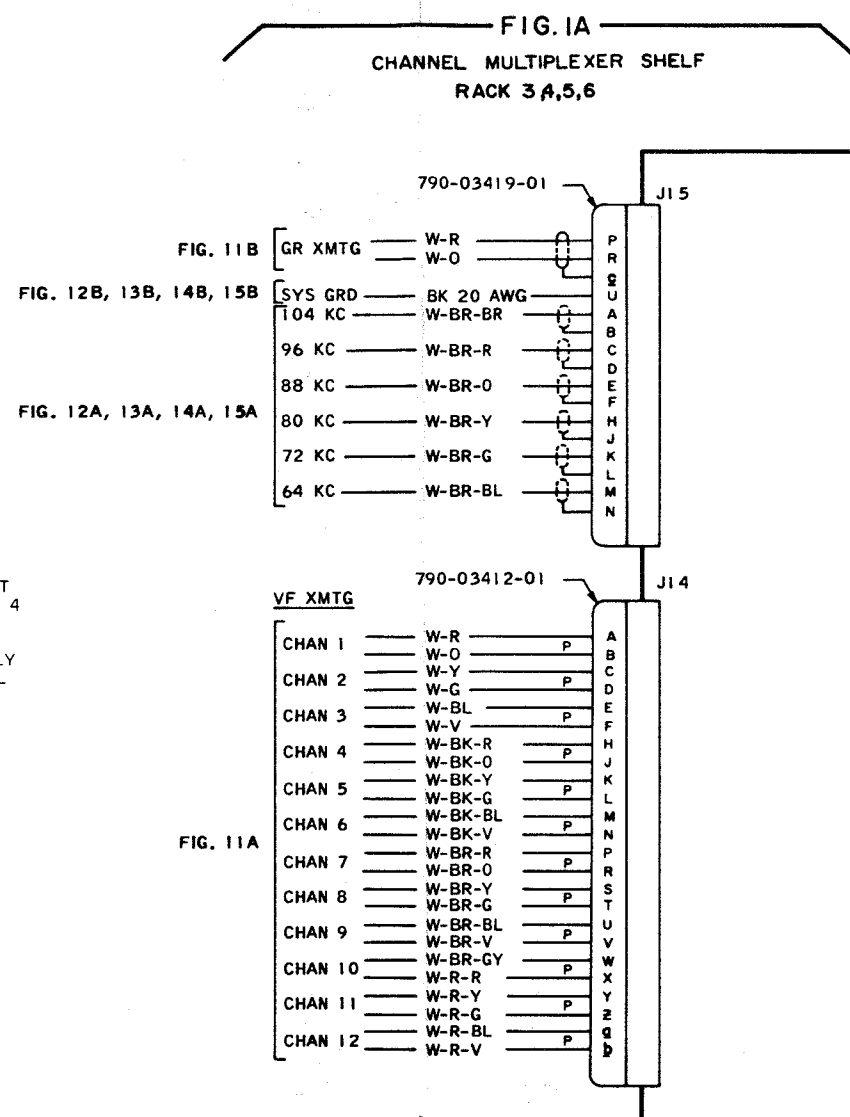 FIG. 1A
CHANNEL MULTIPLEXER SHELF
RACK 3,4,5,6
790-03419-01
J15
FIG. 11B
GR XMTG
W-R
P
W-O
R
c
FIG. 12B, 13B, 14B, 15B
SYS GRD
BK 20 AWG
U
104 KC
W-BR-BR
A
B
96 KC
W-BR-R
C
D
88 KC
W-BR-O
E
F
FIG. 12A, 13A, 14A, 15A
80 KC
W-BR-Y
H
J
72 KC
W-BR-G
K
L
64 KC
W-BR-BL
M
N
790-03412-01
J14
T
4
LY
VF XMTG
CHAN 1
W-R
A
P
W-O
B
CHAN 2
W-Y
C
P
W-G
D
CHAN 3
W-BL
E
P
W-V
F
CHAN 4
W-BK-R
H
P
W-BK-O
J
CHAN 5
W-BK-Y
K
P
W-BK-G
L
FIG. 11A
CHAN 6
W-BK-BL
M
P
W-BK-V
N
CHAN 7
W-BR-R
P
P
W-BR-O
R
CHAN 8
W-BR-Y
S
P
W-BR-G
T
CHAN 9
W-BR-BL
U
P
W-BR-V
V
CHAN 10
W-BR-GY
W
P
W-R-R
X
CHAN 11
W-R-Y
Y
P
W-R-G
Z
CHAN 12
W-R-BL
a
P
W-R-V
b